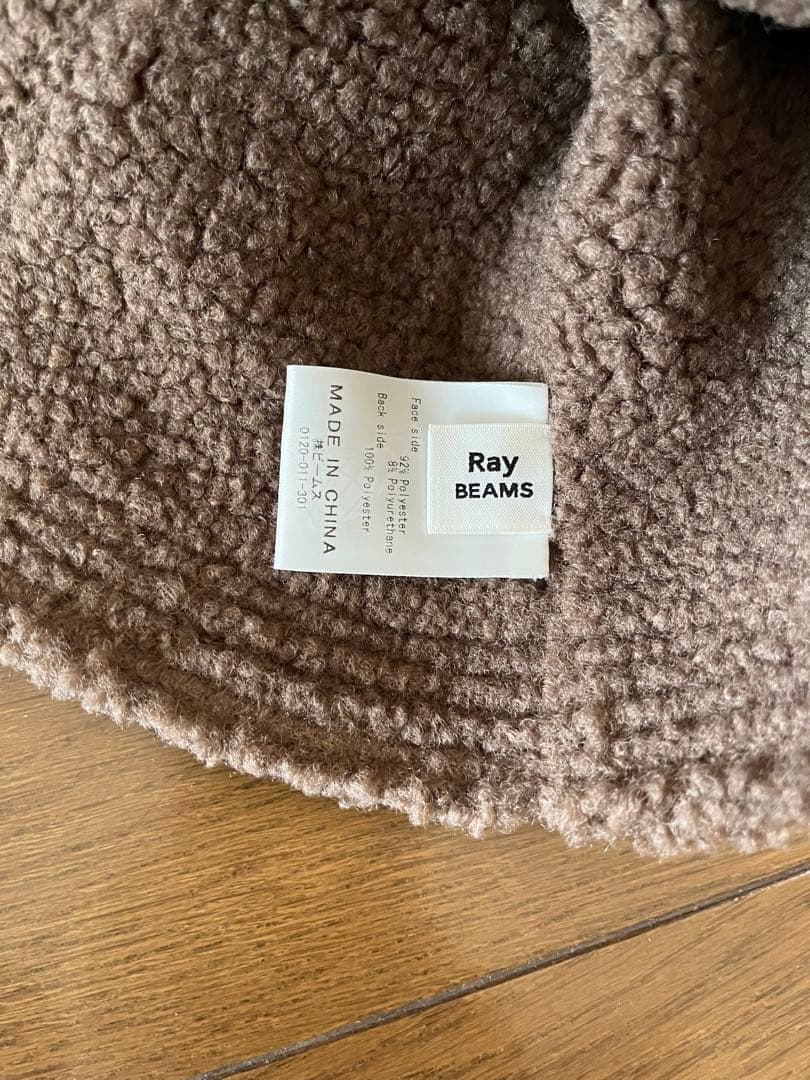 Ray
BEAMS
Face side 92% Polyester
8% Polyurethane
Back side 100% Polyester
MADE IN CHINA
㈱ビームス
0120-011-301